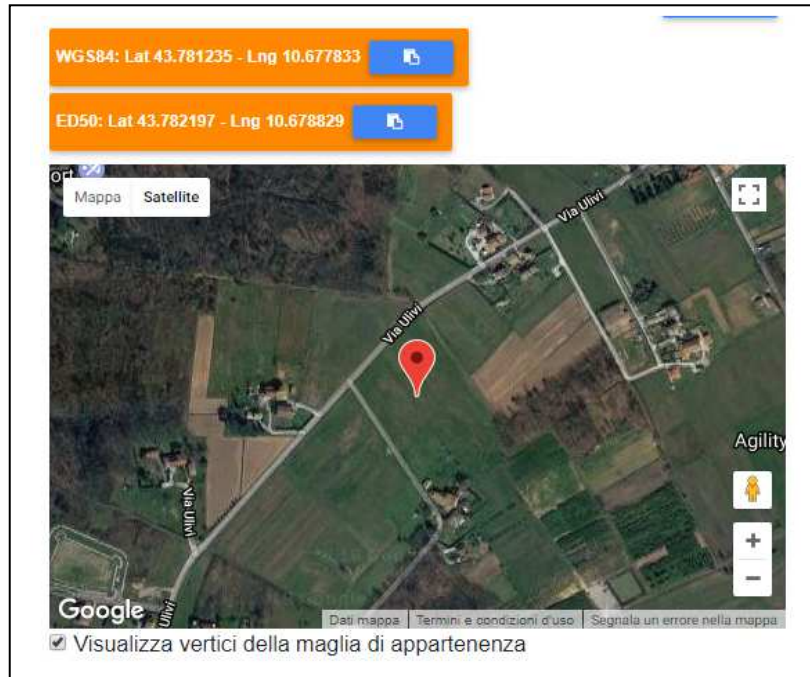 WGS84: Lat 43.781235 - Lng 10.677833
ED50: Lat 43.782197 - Lng 10.678829
ort
Mappa Satellite
Via Ulivi
Via Ulivi
Agility
Via Ulivi
Ulivi
Google
Dati mappa Termini e condizioni d'uso Segnala un errore nella mappa
Visualizza vertici della maglia di appartenenza